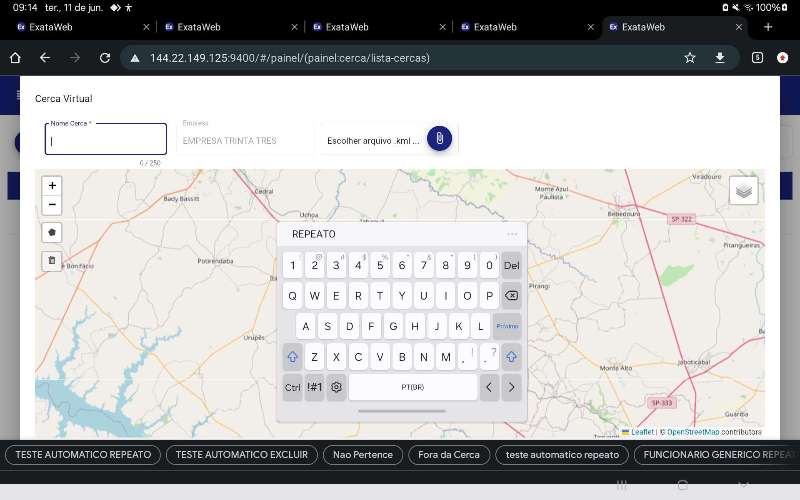 09:14 ter., 11 de jun. 100%
ExataWeb ExataWeb ExataWeb ExataWeb ExataWeb
144.22.149.125:9400/#/painel/(painel:cerca/lista-cercas)
Cerca Virtual
Nome Cerca *
Empresa
EMPRESA TRINTA TRES
Escolher arquivo .kml ...
0 / 250
+
−
Viradouro
Bady Bassitt
Cedral
Uchoa
Monte Azul
Paulista
Bebedouro
SP-322
Pitangueiras
e Bonifácio
Potirendaba
Pirangi
Urupês
Monte Alto
Jaboticabal
SP-333
Guariba
REPEATO
...
1 2 3 4 5 6 7 8 9 0 Del
Q W E R T Y U I O P
A S D F G H J K L Próximo
Z X C V B N M , ! . ?
Ctrl !#1 PT(BR) < >
Leaflet | © OpenStreetMap contributors
TESTE AUTOMATICO REPEATO
TESTE AUTOMATICO EXCLUIR
Nao Pertence
Fora da Cerca
teste automatico repeato
FUNCIONARIO GENERICO REPEAT